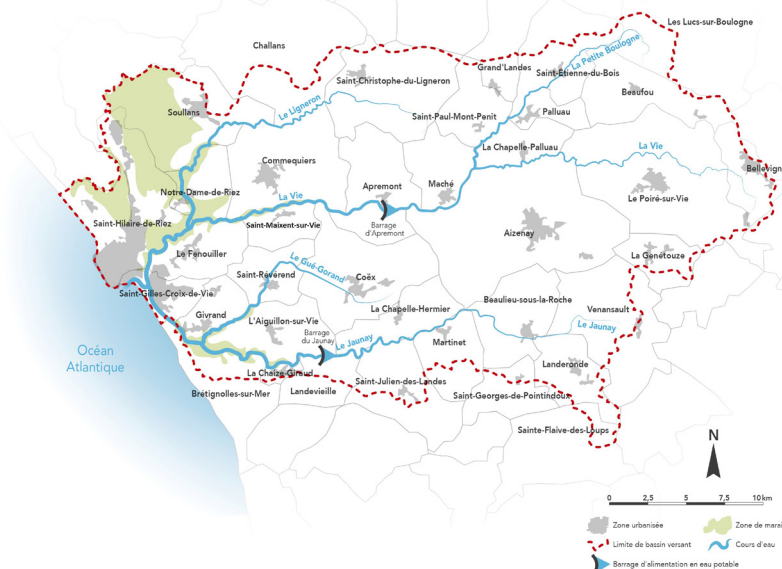 Les Lucs-sur-Boulogne
Challans
La Petite Boulogne
Grand'Landes
Saint-Étienne-du-Bois
Saint-Christophe-du-Ligneron
Beaufou
Le Ligneron
Soullans
Saint-Paul-Mont-Penit
Palluau
La Chapelle-Palluau
La Vie
Commequiers
Bellevign
Apremont
Maché
Notre-Dame-de-Riez
La Vie
Le Poiré-sur-Vie
Saint-Hilaire-de-Riez
Saint-Maixent-sur-Vie
Barrage
d'Apremont
Aizenay
Le Fenouiller
La Genétouze
Le Gué-Gorand
Saint-Révérend
Coëx
Saint-Gilles-Croix-de-Vie
Beaulieu-sous-la-Roche
Venansault
La Chapelle-Hermier
Givrand
L'Aiguillon-sur-Vie
Barrage
du Jaunay
Le Jaunay
Le Jaunay
Martinet
Océan
Atlantique
Landeronde
La Chaize-Giraud
Saint-Julien-des-Landes
Brétignolles-sur-Mer
Landevieille
Saint-Georges-de-Pointindoux
Sainte-Flaive-des-Loups
N
0 2,5 5 7,5 10 km
Zone urbanisée
Zone de marai
Limite de bassin versant
Cours d'eau
Barrage d'alimentation en eau potable